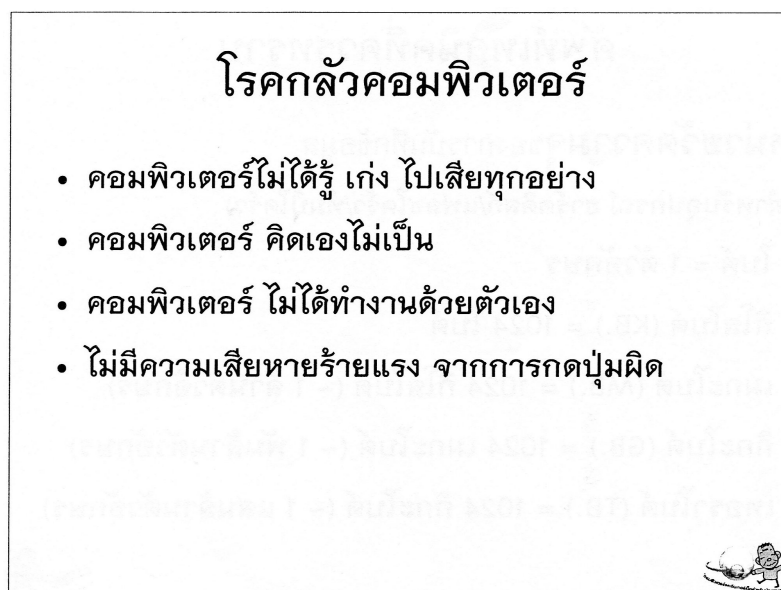 โรคกลัวคอมพิวเตอร์
• คอมพิวเตอร์ไม่ได้รู้ เก่ง ไปเสียทุกอย่าง
• คอมพิวเตอร์ คิดเองไม่เป็น
• คอมพิวเตอร์ ไม่ได้ทำงานด้วยตัวเอง
• ไม่มีความเสียหายร้ายแรง จากการกดปุ่มผิด